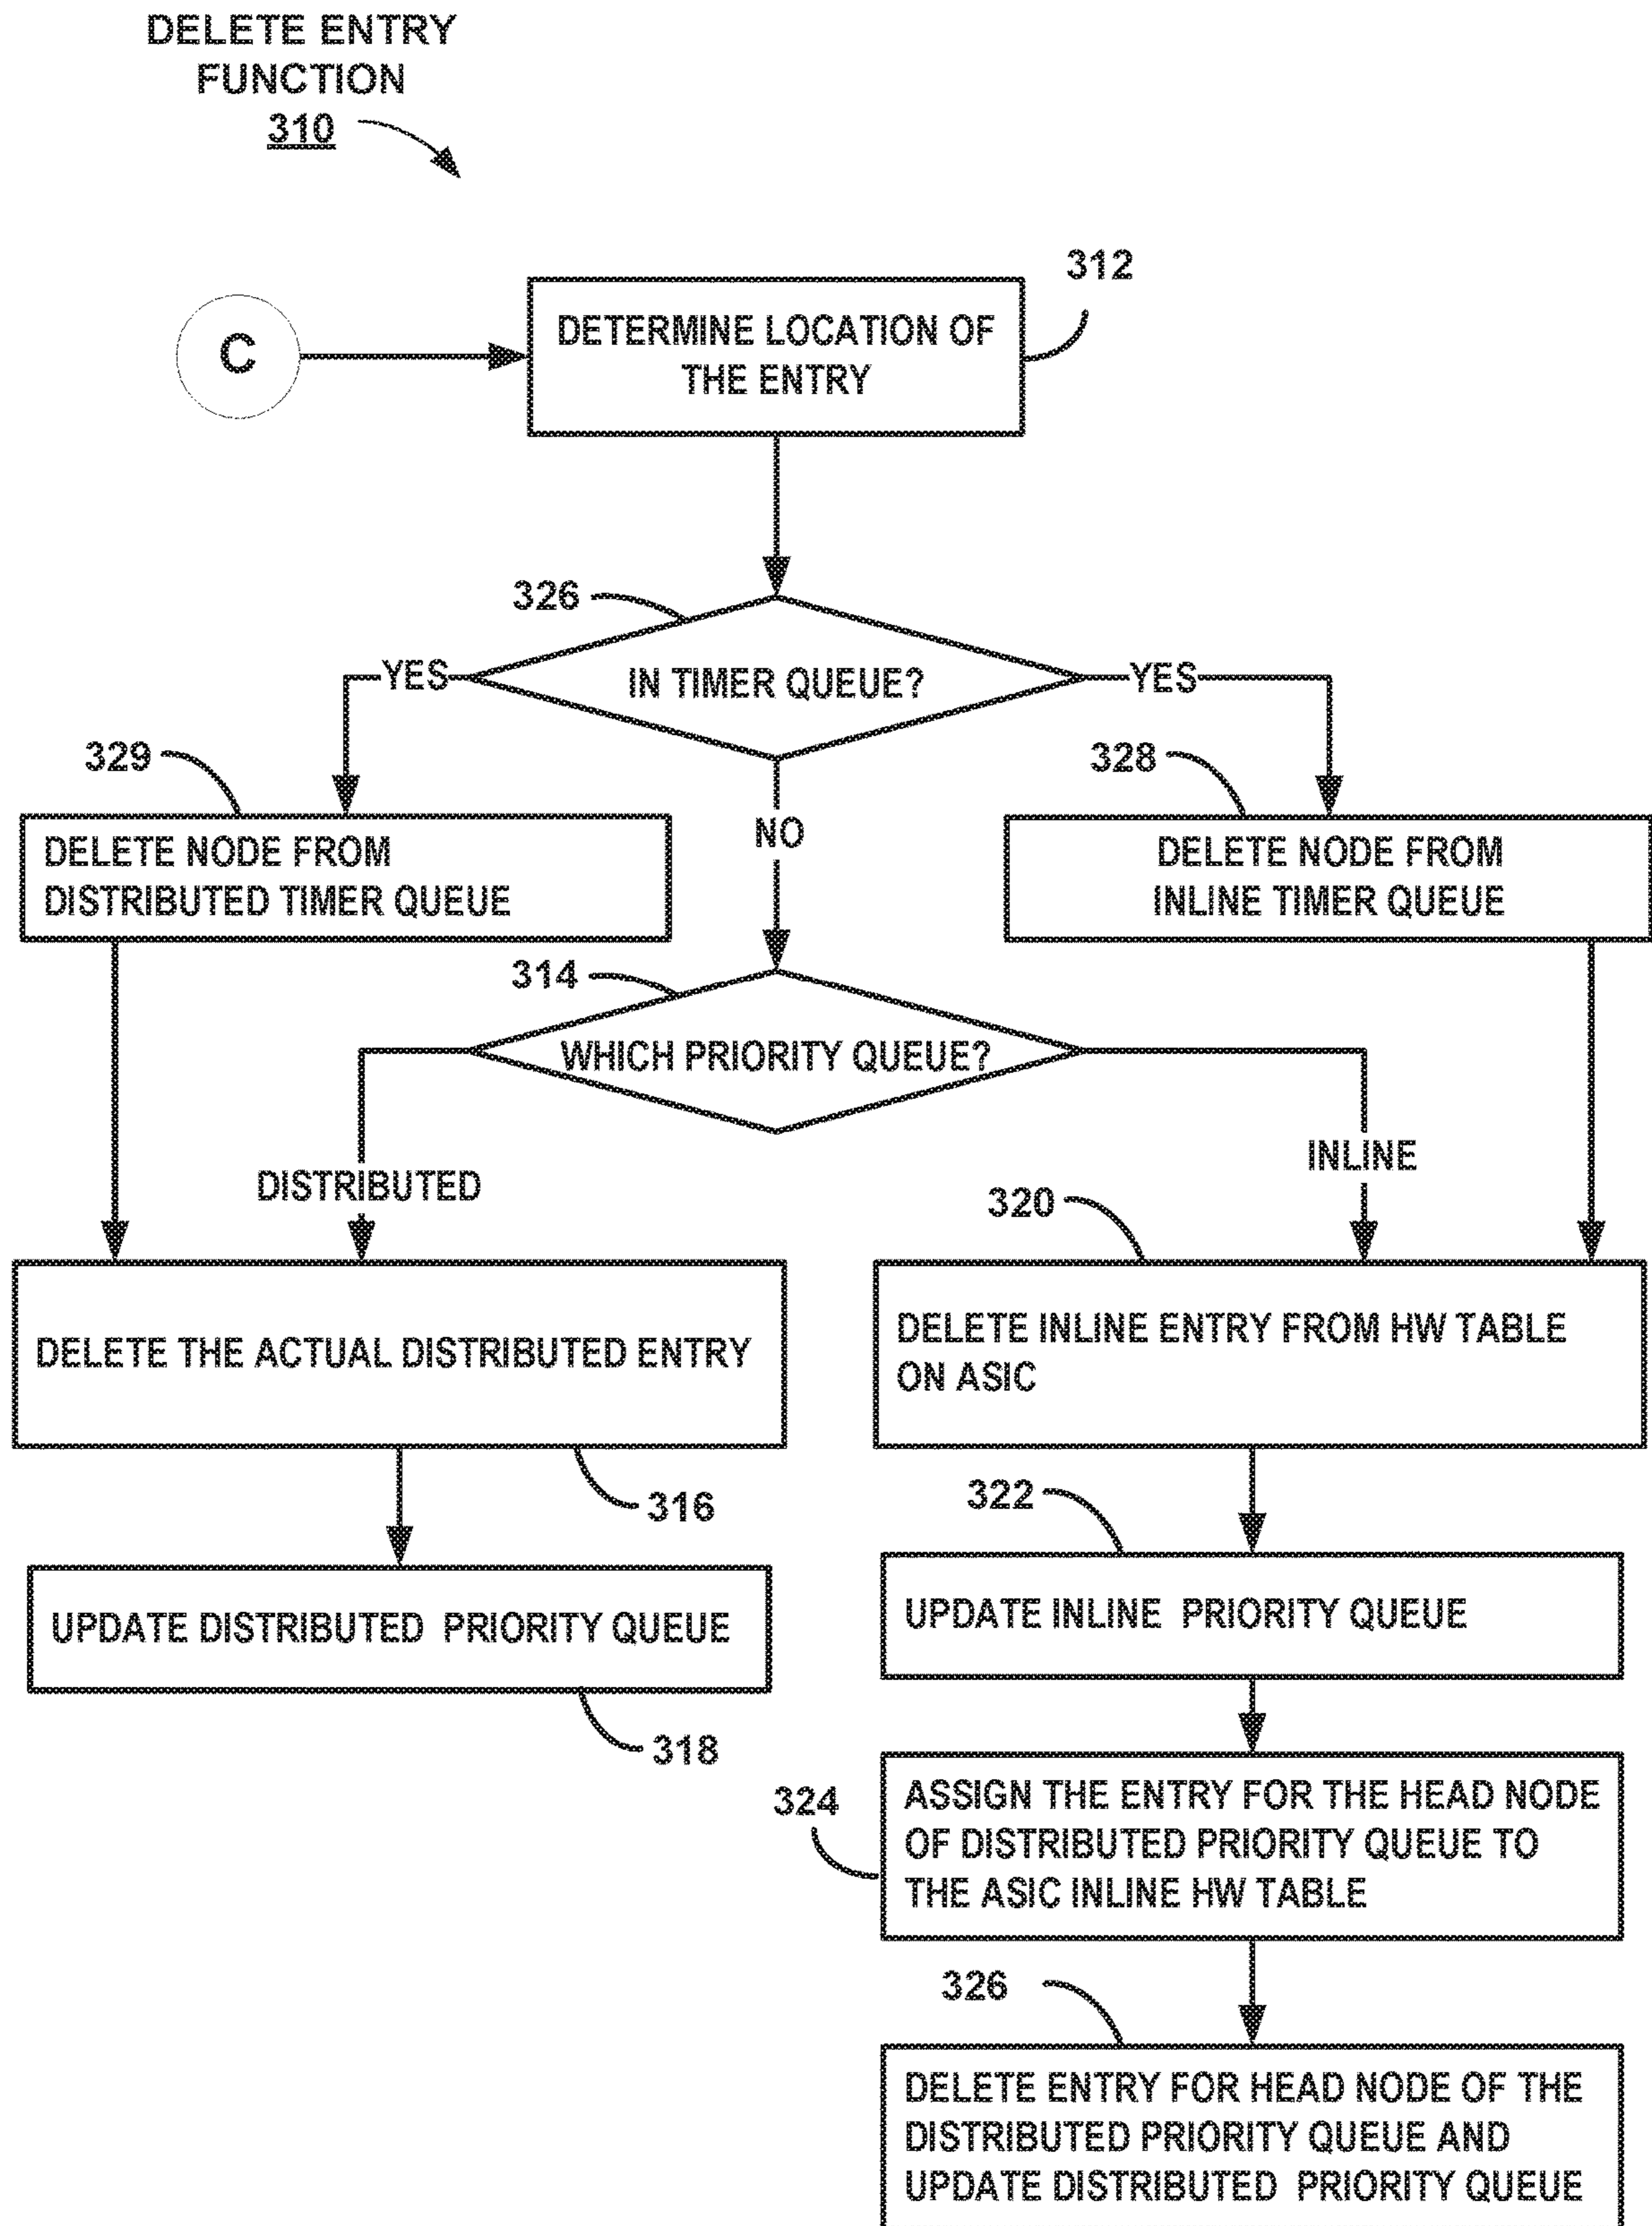 DELETE ENTRY
FUNCTION
310
312
C
DETERMINE LOCATION OF
THE ENTRY
326
YES
IN TIMER QUEUE?
YES
329
328
NO
DELETE NODE FROM
DISTRIBUTED TIMER QUEUE
DELETE NODE FROM
INLINE TIMER QUEUE
314
WHICH PRIORITY QUEUE?
DISTRIBUTED
INLINE
320
DELETE THE ACTUAL DISTRIBUTED ENTRY
DELETE INLINE ENTRY FROM HW TABLE
ON ASIC
316
322
UPDATE DISTRIBUTED PRIORITY QUEUE
UPDATE INLINE PRIORITY QUEUE
318
324
ASSIGN THE ENTRY FOR THE HEAD NODE
OF DISTRIBUTED PRIORITY QUEUE TO
THE ASIC INLINE HW TABLE
326
DELETE ENTRY FOR HEAD NODE OF THE
DISTRIBUTED PRIORITY QUEUE AND
UPDATE DISTRIBUTED PRIORITY QUEUE